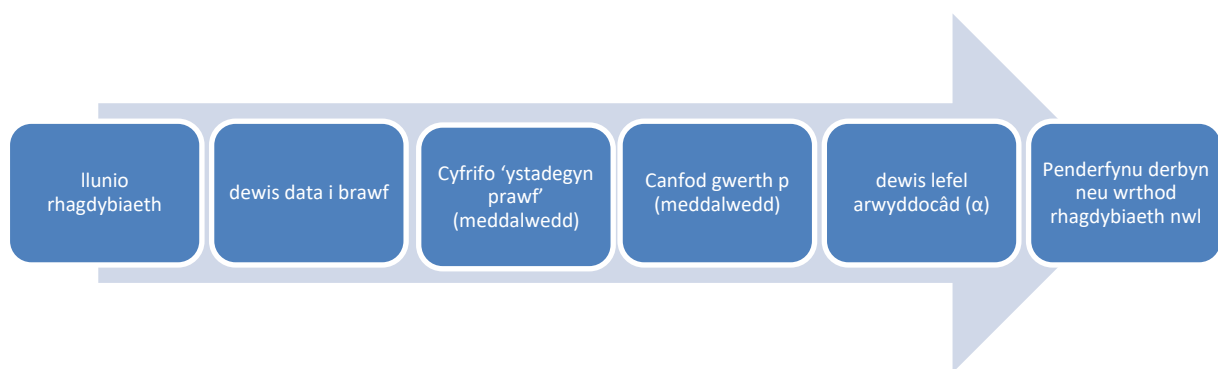 llunio
rhagdybiaeth
dewis data i brawf
Cyfrifo ‘ystadegyn
prawf’
(meddalwedd)
Canfod gwerth p
(meddalwedd)
dewis lefel
arwyddocâd (α)
Penderfynu derbyn
neu wrthod
rhagdybiaeth nwl